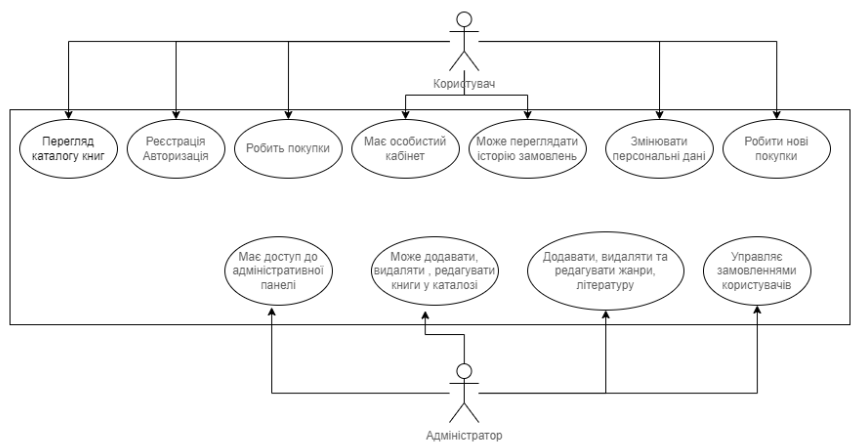 Користувач
Перегляд
каталогу книг
Реєстрація
Авторизація
Робить покупки
Має особистий
кабінет
Може переглядати
історію замовлень
Змінювати
персональні дані
Робити нові
покупки
Має доступ до
адміністративної
панелі
Може додавати,
видаляти , редагувати
книги у каталозі
Додавати, видаляти та
редагувати жанри,
літературу
Управляє
замовленнями
користувачів
Адміністратор